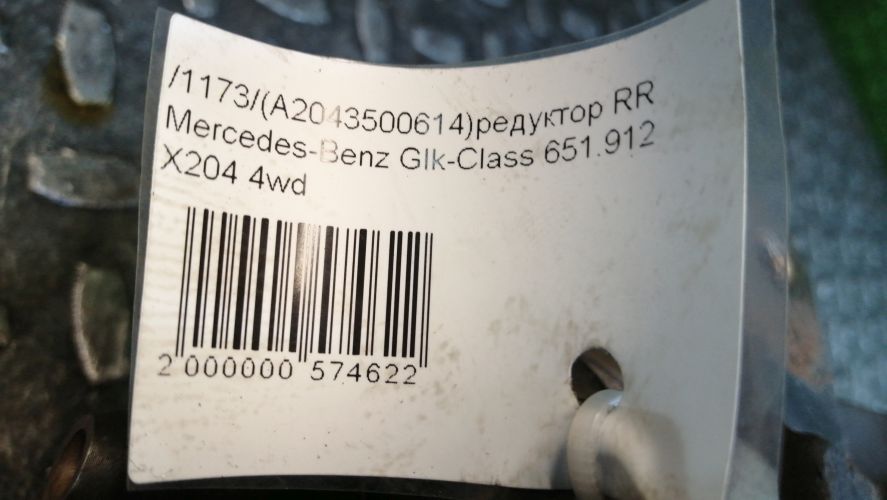 /1173/(A2043500614)редуктор RR
Mercedes-Benz Glk-Class 651.912
X204 4wd
2 000000 574622